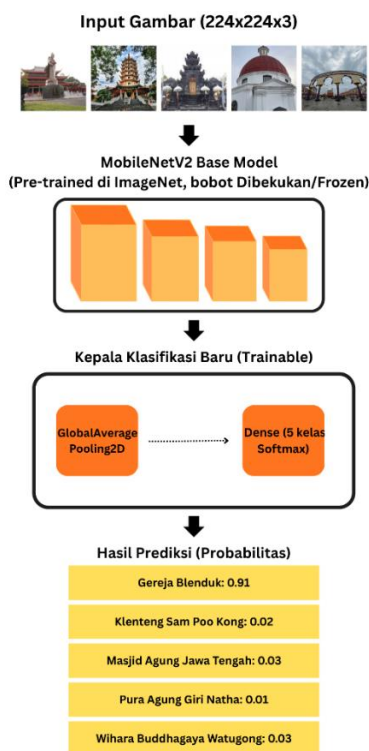 Input Gambar (224x224x3)
MobileNetV2 Base Model
(Pre-trained di ImageNet, bobot Dibekukan/Frozen)
Kepala Klasifikasi Baru (Trainable)
GlobalAverage
Pooling2D
Dense (5 kelas
Softmax)
Hasil Prediksi (Probabilitas)
Gereja Blenduk: 0.91
Klenteng Sam Poo Kong: 0.02
Masjid Agung Jawa Tengah: 0.03
Pura Agung Giri Natha: 0.01
Wihara Buddhagaya Watugong: 0.03